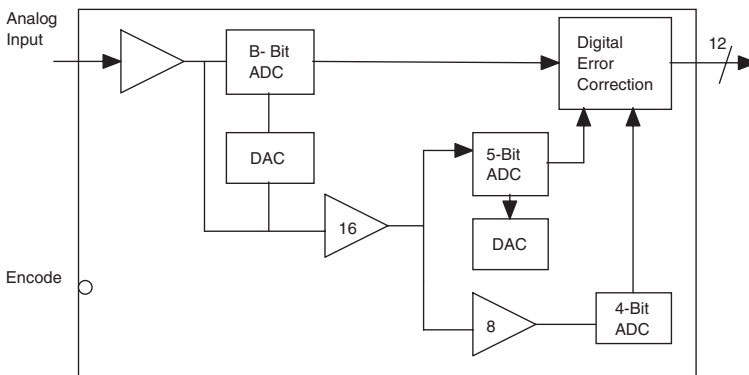 Analog
Input
B- Bit
ADC
Digital
Error
Correction
12
DAC
5-Bit
ADC
16
DAC
Encode
8
4-Bit
ADC